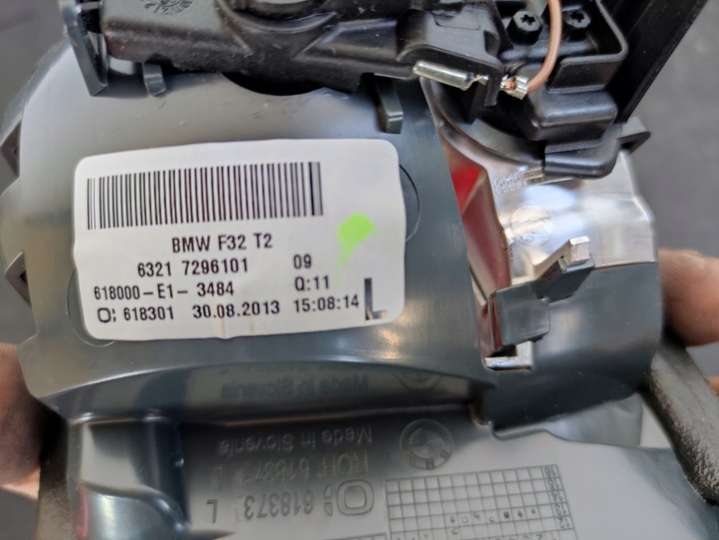 BMW F32 T2
6321 7296101 09
618000-E1- 3484 Q:11
O; 618301 30.08.2013 15:08:14 L
Made in Slovenia
618373
L